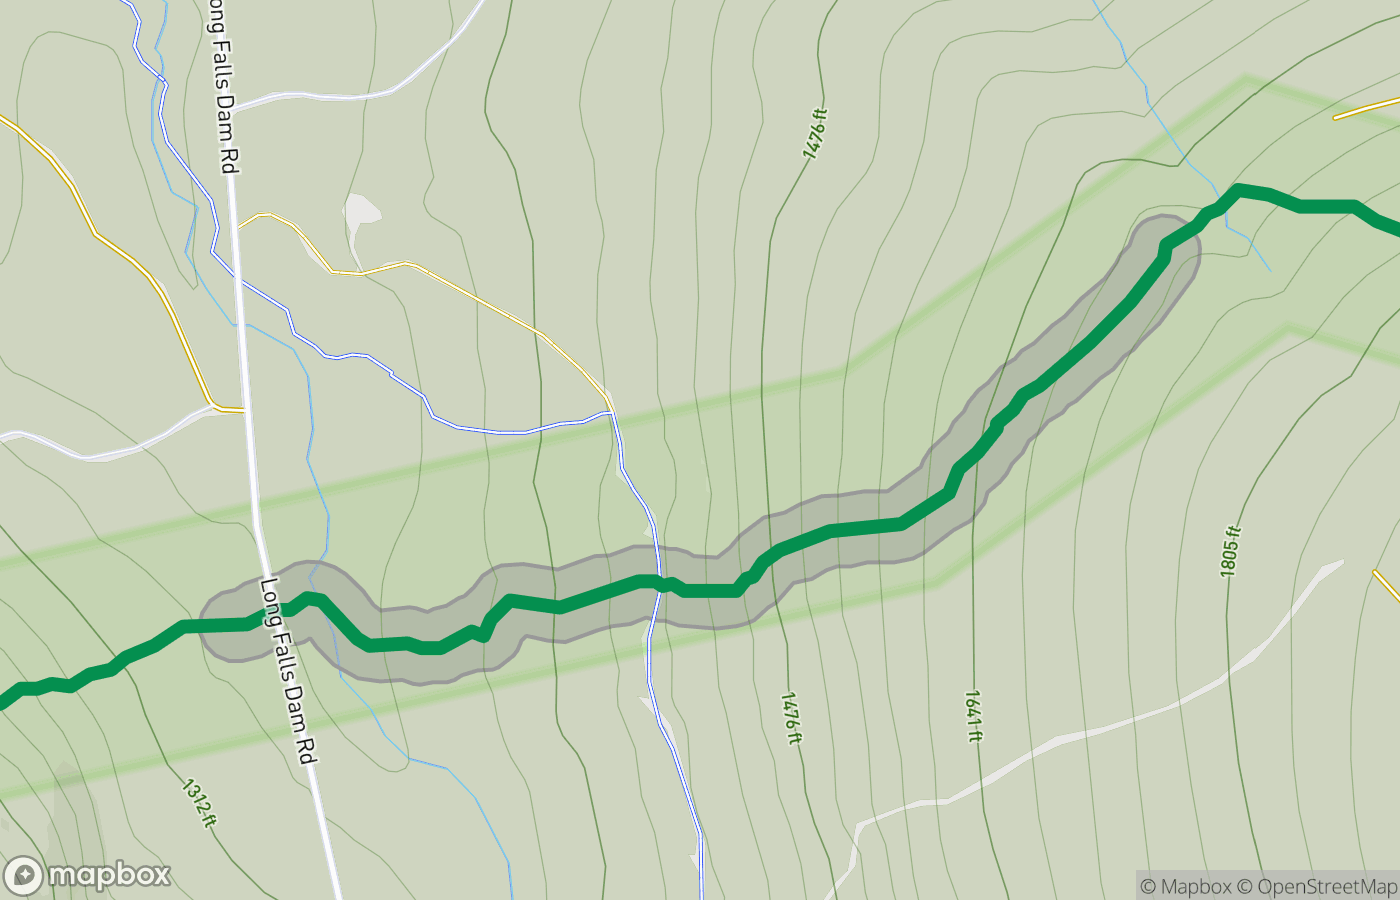 ong Falls Dam Rd
1476 ft
1805 ft
Long Falls Dam Rd
1476 ft
1641 ft
1312 ft
mapbox
© Mapbox © OpenStreetMap